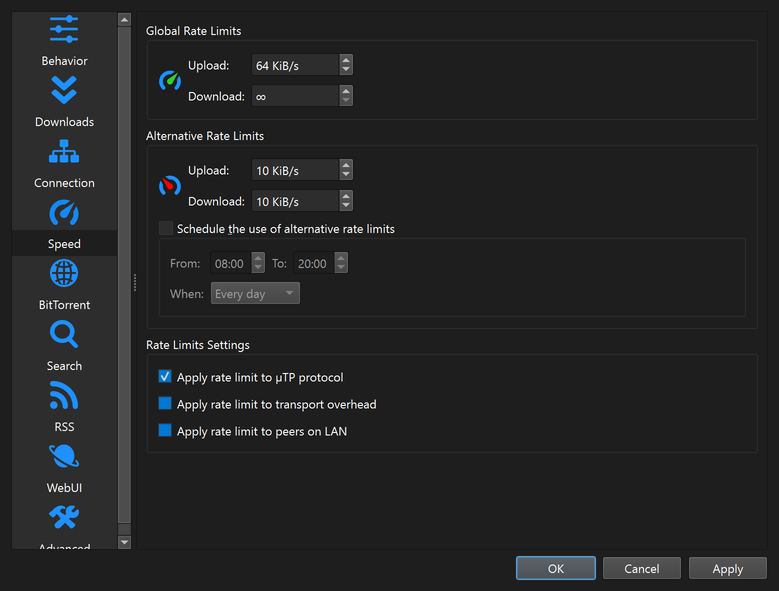 Behavior
Downloads
Connection
Speed
BitTorrent
Search
RSS
WebUI
Advanced
Global Rate Limits
Upload: 64 KiB/s
Download: ∞
Alternative Rate Limits
Upload: 10 KiB/s
Download: 10 KiB/s
Schedule the use of alternative rate limits
From: 08:00 To: 20:00
When: Every day
Rate Limits Settings
Apply rate limit to µTP protocol
Apply rate limit to transport overhead
Apply rate limit to peers on LAN
OK Cancel Apply